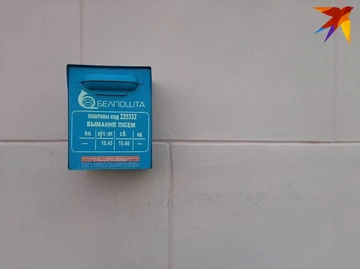 БЕЛПОШТА
паштовы код 225332
ВЫМАННЕ ПІСЕМ
пн. аўт.-пт. сб нд
— 15.40 15.40 —